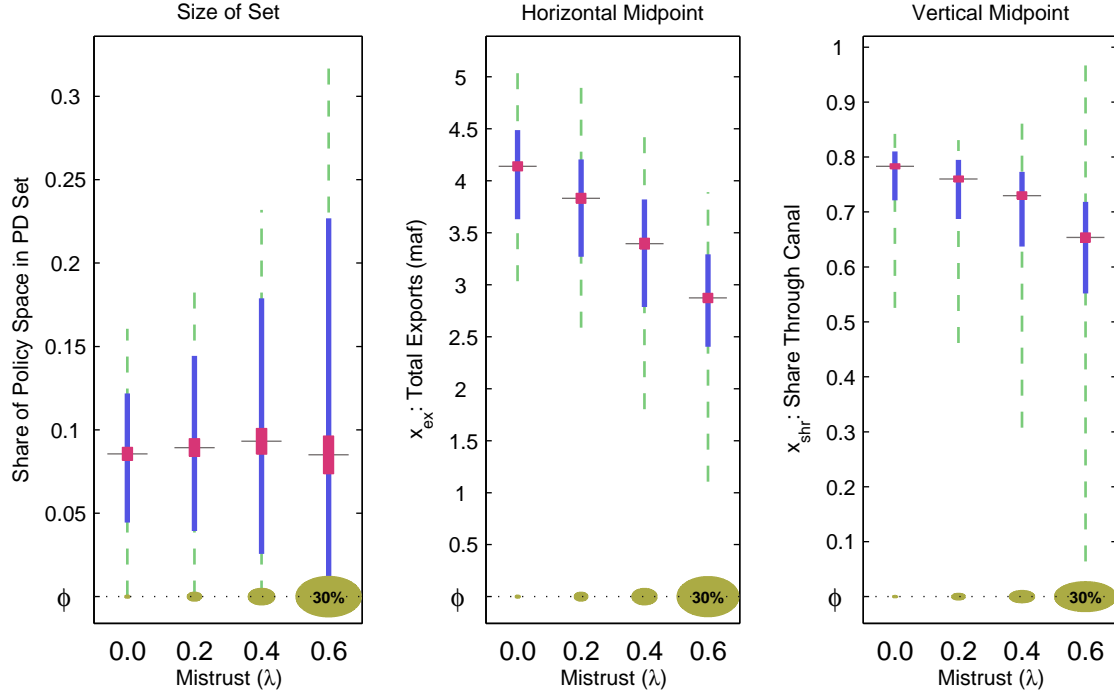 Size of Set
Share of Policy Space in PD Set
0.3
0.25
0.2
0.15
0.1
0.05
ϕ
30%
0.0 0.2 0.4 0.6
Mistrust (λ)
Horizontal Midpoint
x_ex: Total Exports (maf)
5
4.5
4
3.5
3
2.5
2
1.5
1
0.5
ϕ
30%
0.0 0.2 0.4 0.6
Mistrust (λ)
Vertical Midpoint
x_shr: Share Through Canal
1
0.9
0.8
0.7
0.6
0.5
0.4
0.3
0.2
0.1
ϕ
30%
0.0 0.2 0.4 0.6
Mistrust (λ)